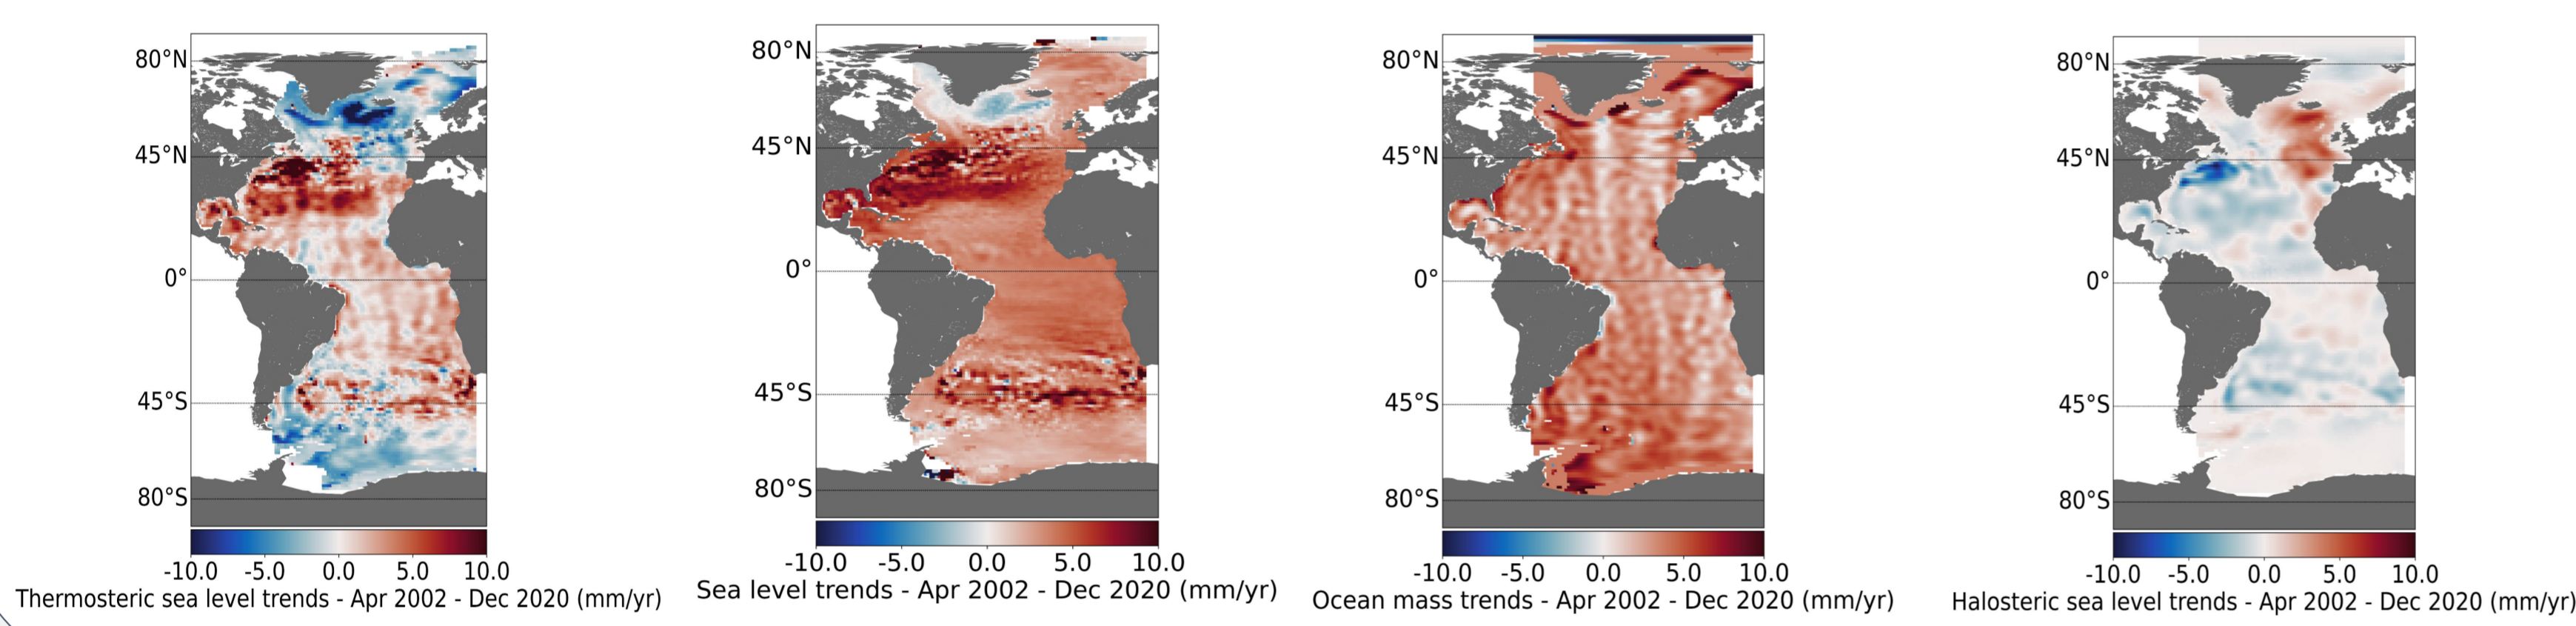 80°N
45°N
0°
45°S
80°S
-10.0 -5.0 0.0 5.0 10.0
Thermosteric sea level trends - Apr 2002 - Dec 2020 (mm/yr)
80°N
45°N
0°
45°S
80°S
-10.0 -5.0 0.0 5.0 10.0
Sea level trends - Apr 2002 - Dec 2020 (mm/yr)
80°N
45°N
0°
45°S
80°S
-10.0 -5.0 0.0 5.0 10.0
Ocean mass trends - Apr 2002 - Dec 2020 (mm/yr)
80°N
45°N
0°
45°S
80°S
-10.0 -5.0 0.0 5.0 10.0
Halosteric sea level trends - Apr 2002 - Dec 2020 (mm/yr)